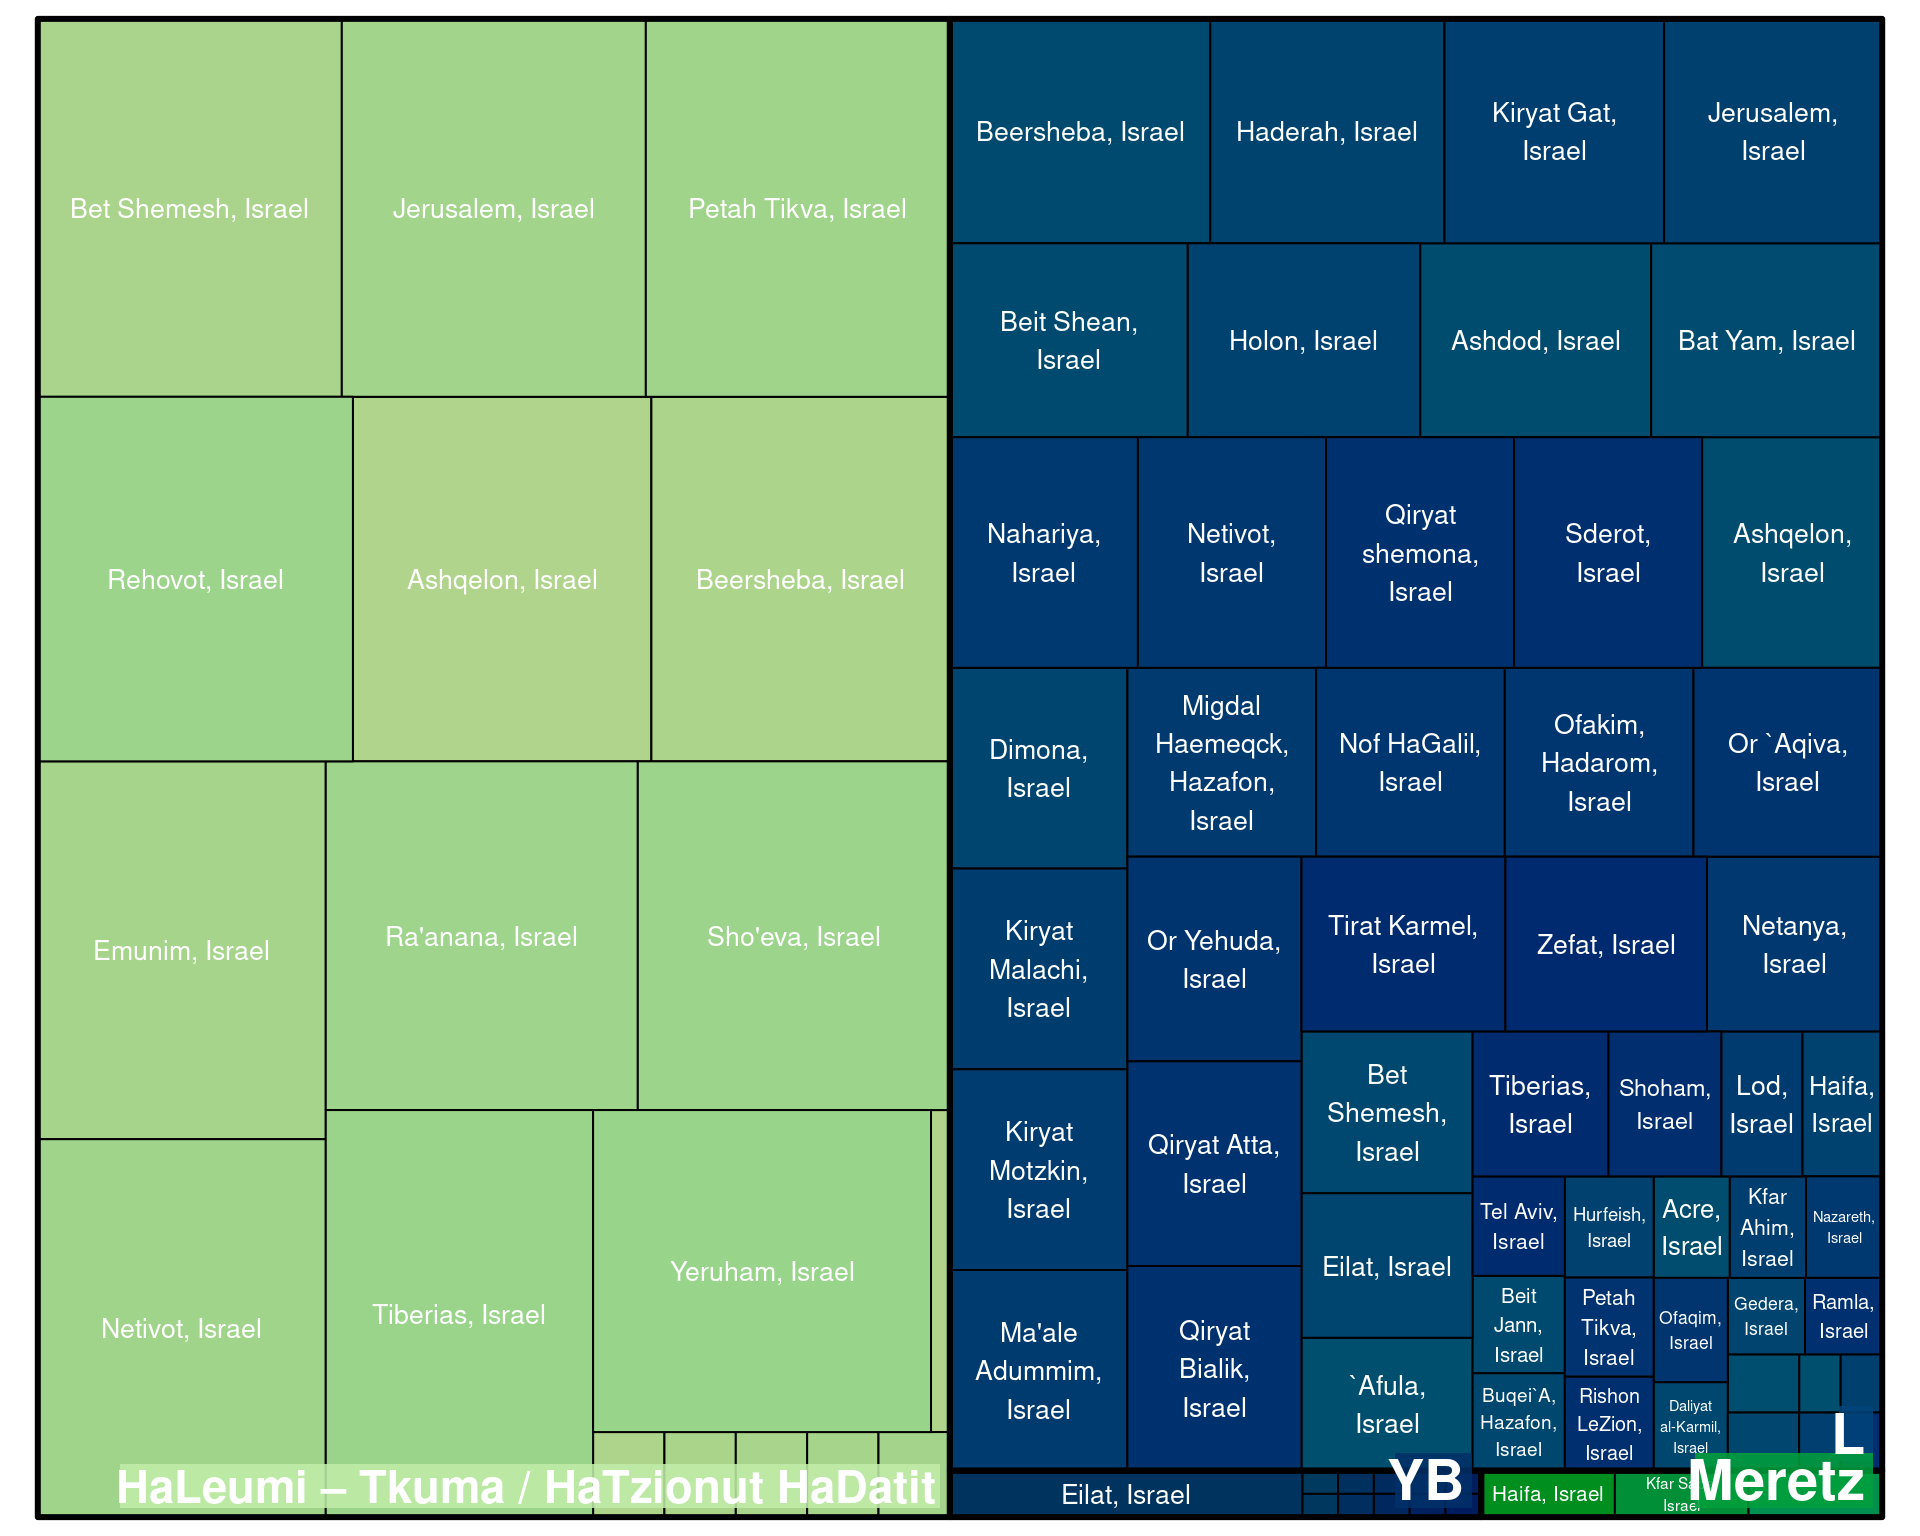 Bet Shemesh, Israel
Jerusalem, Israel
Petah Tikva, Israel
Rehovot, Israel
Ashqelon, Israel
Beersheba, Israel
Emunim, Israel
Ra'anana, Israel
Sho'eva, Israel
Netivot, Israel
Tiberias, Israel
Yeruham, Israel
HaLeumi – Tkuma / HaTzionut HaDatit
Beersheba, Israel
Haderah, Israel
Kiryat Gat,
Israel
Jerusalem,
Israel
Beit Shean,
Israel
Holon, Israel
Ashdod, Israel
Bat Yam, Israel
Nahariya,
Israel
Netivot,
Israel
Qiryat
shemona,
Israel
Sderot,
Israel
Ashqelon,
Israel
Dimona,
Israel
Migdal
Haemeqck,
Hazafon,
Israel
Nof HaGalil,
Israel
Ofakim,
Hadarom,
Israel
Or `Aqiva,
Israel
Kiryat
Malachi,
Israel
Or Yehuda,
Israel
Tirat Karmel,
Israel
Zefat, Israel
Netanya,
Israel
Kiryat
Motzkin,
Israel
Qiryat Atta,
Israel
Bet
Shemesh,
Israel
Tiberias,
Israel
Shoham,
Israel
Lod,
Israel
Haifa,
Israel
Ma'ale
Adummim,
Israel
Qiryat
Bialik,
Israel
Eilat, Israel
`Afula,
Israel
Tel Aviv,
Israel
Hurfeish,
Israel
Acre,
Israel
Kfar
Ahim,
Israel
Nazareth,
Israel
Beit
Jann,
Israel
Petah
Tikva,
Israel
Ofaqim,
Israel
Gedera,
Israel
Ramla,
Israel
Buqei`A,
Hazafon,
Israel
Rishon
LeZion,
Israel
Daliyat
al-Karmil,
Israel
L
Eilat, Israel
YB
Haifa, Israel
Kfar
Israel
Meretz